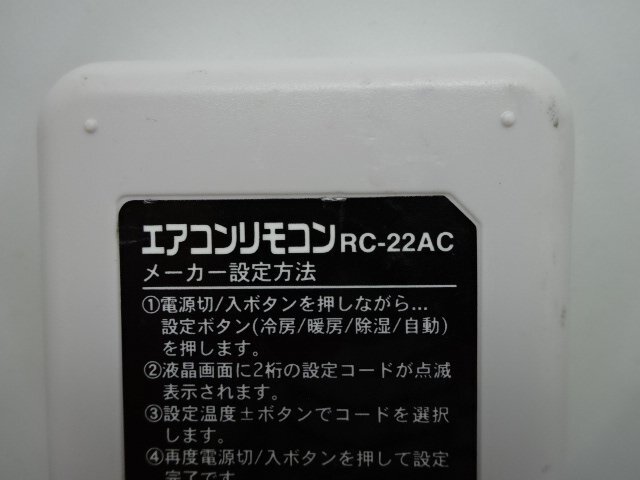 エアコンリモコン RC-22AC
メーカー設定方法
①電源切/入ボタンを押しながら...
設定ボタン(冷房/暖房/除湿/自動)
を押します。
②液晶画面に2桁の設定コードが点滅
表示されます。
③設定温度±ボタンでコードを選択
します。
④再度電源切/入ボタンを押して設定
完了です